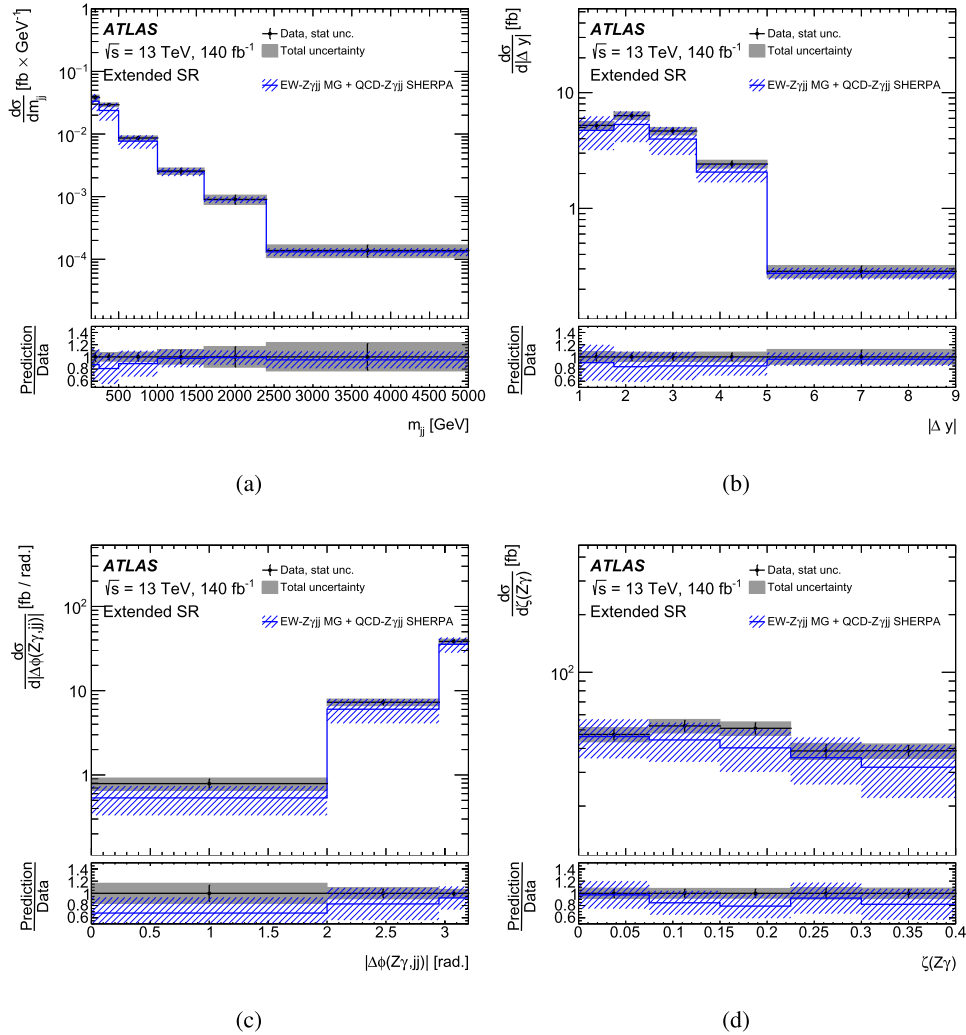 ATLAS
√s = 13 TeV, 140 fb⁻¹
Extended SR
Data, stat unc.
Total uncertainty
EW-Zγjj MG + QCD-Zγjj SHERPA
dσ/dm_jj [fb × GeV⁻¹]
1
10⁻¹
10⁻²
10⁻³
10⁻⁴
Prediction/Data
1.4
1.2
1
0.8
0.6
500 1000 1500 2000 2500 3000 3500 4000 4500 5000
m_jj [GeV]
(a)
ATLAS
√s = 13 TeV, 140 fb⁻¹
Extended SR
Data, stat unc.
Total uncertainty
EW-Zγjj MG + QCD-Zγjj SHERPA
dσ/d|Δ y| [fb]
10
1
Prediction/Data
1.4
1.2
1
0.8
0.6
1 2 3 4 5 6 7 8 9
|Δ y|
(b)
ATLAS
√s = 13 TeV, 140 fb⁻¹
Extended SR
Data, stat unc.
Total uncertainty
EW-Zγjj MG + QCD-Zγjj SHERPA
dσ/d|Δϕ(Zγ,jj)| [fb / rad.]
10²
10
1
Prediction/Data
1.4
1.2
1
0.8
0.6
0 0.5 1 1.5 2 2.5 3
|Δϕ(Zγ,jj)| [rad.]
(c)
ATLAS
√s = 13 TeV, 140 fb⁻¹
Extended SR
Data, stat unc.
Total uncertainty
EW-Zγjj MG + QCD-Zγjj SHERPA
dσ/dζ(Zγ) [fb]
10²
Prediction/Data
1.4
1.2
1
0.8
0.6
0 0.05 0.1 0.15 0.2 0.25 0.3 0.35 0.4
ζ(Zγ)
(d)